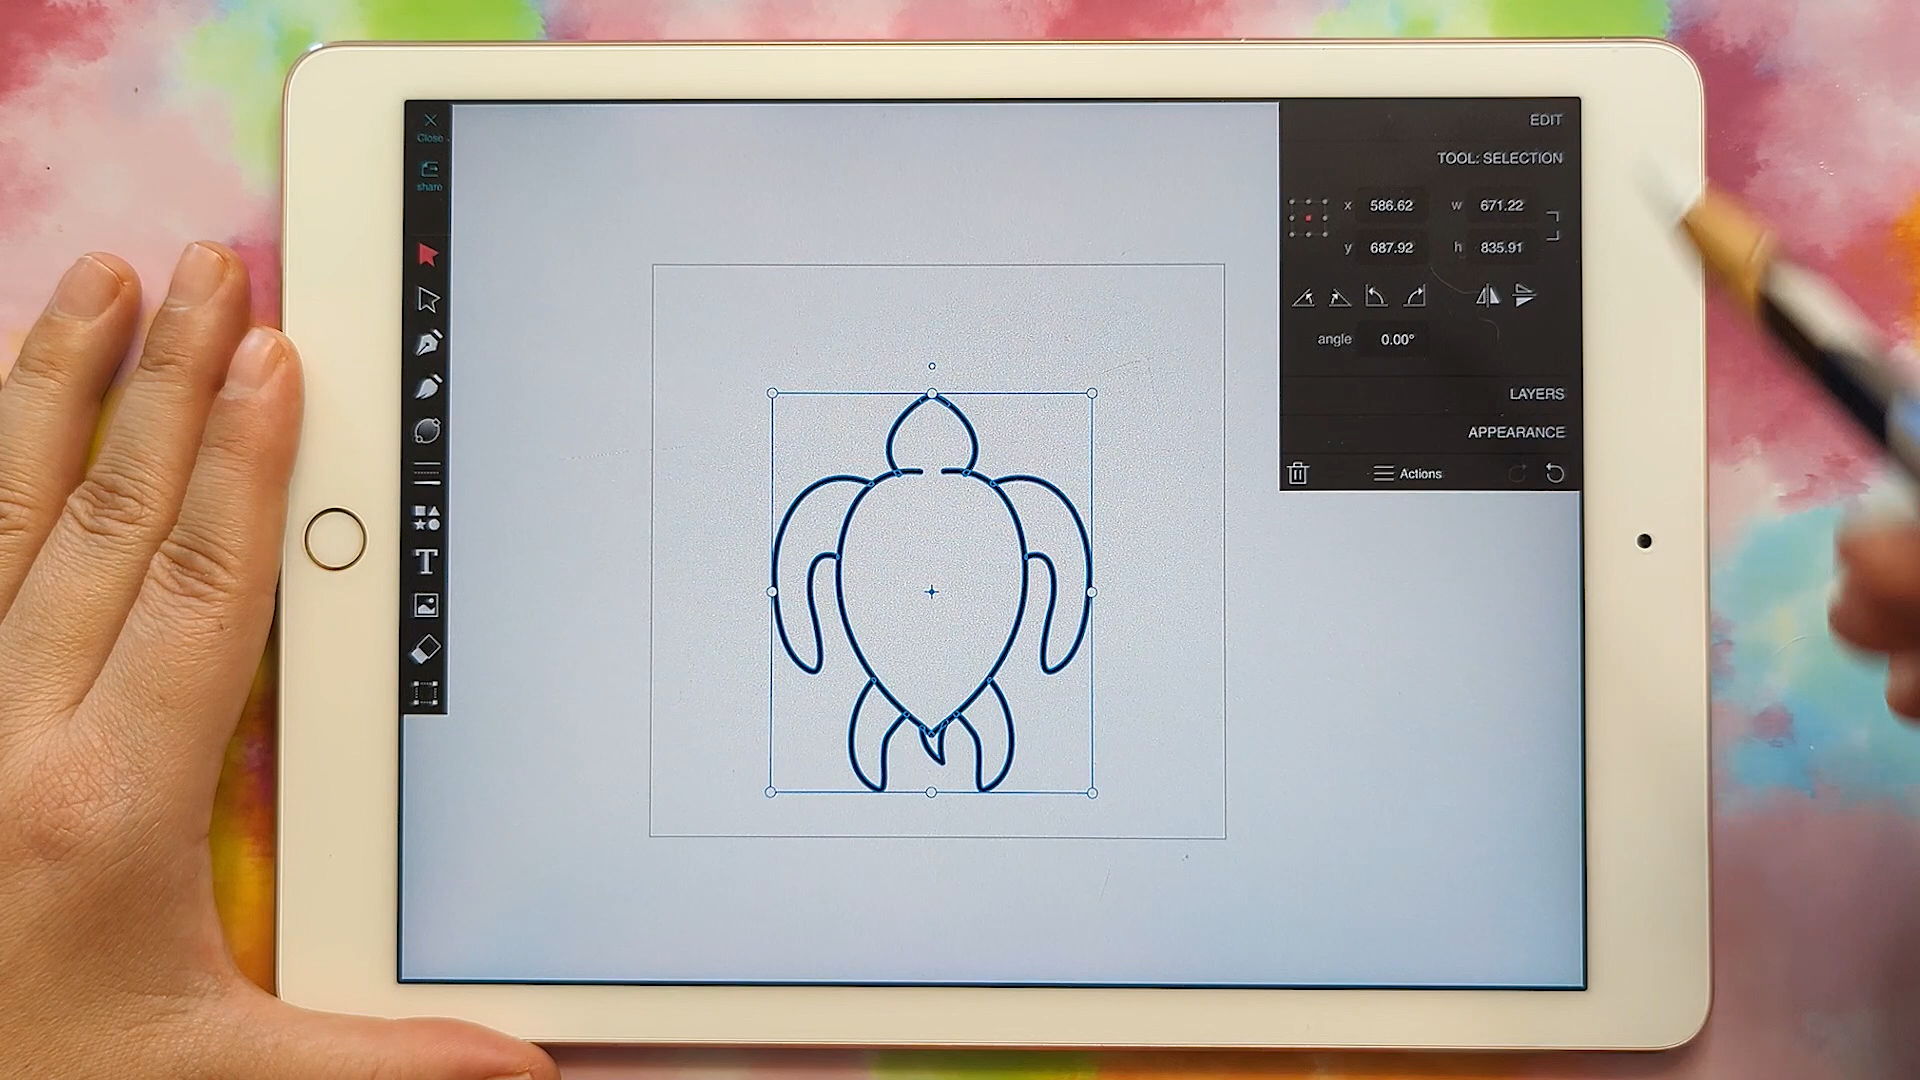 Close
share
EDIT
TOOL: SELECTION
x 586.62 w 671.22
y 687.92 h 835.91
angle 0.00°
LAYERS
APPEARANCE
Actions
T